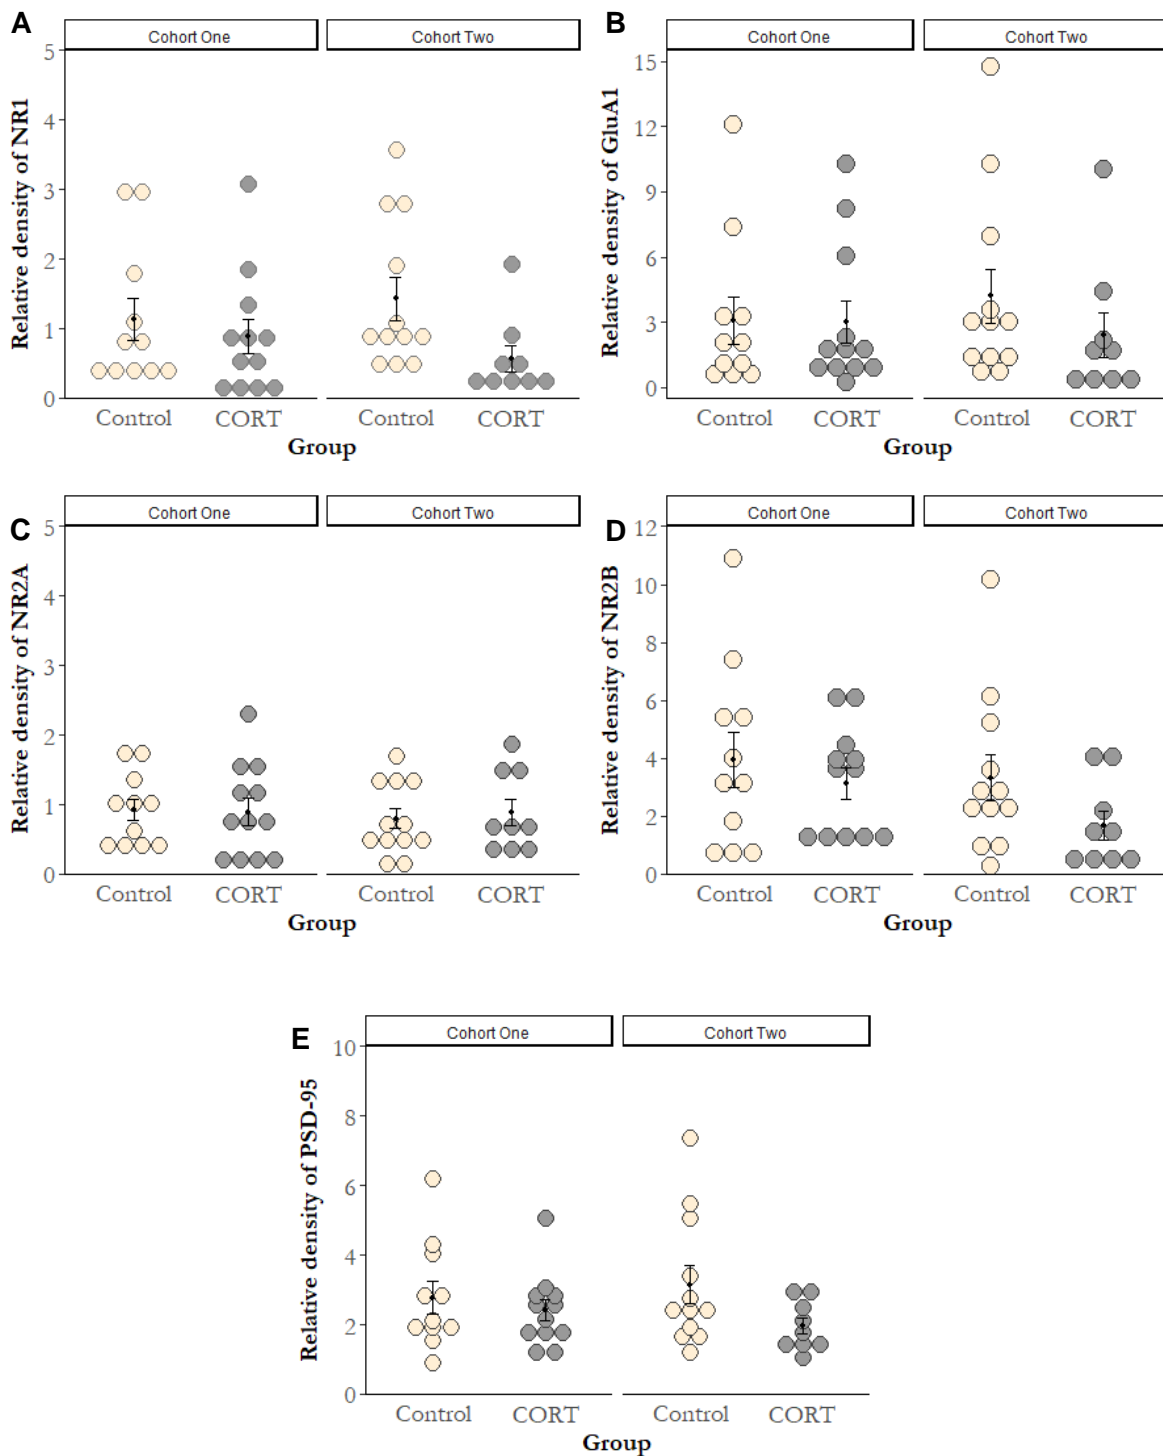 A
Cohort One
Cohort Two
Relative density of NR1
5
4
3
2
1
0
Control
CORT
Control
CORT
Group
B
Cohort One
Cohort Two
Relative density of GluA1
15
12
9
6
3
0
Control
CORT
Control
CORT
Group
C
Cohort One
Cohort Two
Relative density of NR2A
5
4
3
2
1
0
Control
CORT
Control
CORT
Group
D
Cohort One
Cohort Two
Relative density of NR2B
12
10
8
6
4
2
0
Control
CORT
Control
CORT
Group
E
Cohort One
Cohort Two
Relative density of PSD-95
10
8
6
4
2
0
Control
CORT
Control
CORT
Group